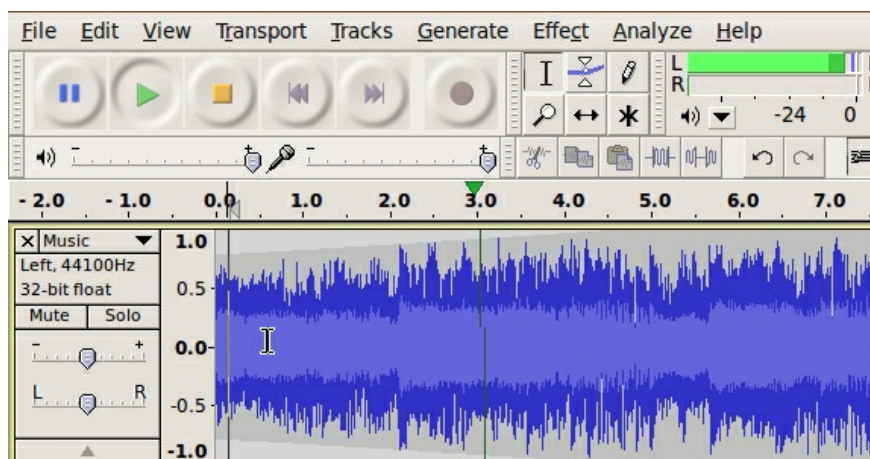 File Edit View Transport Tracks Generate Effect Analyze Help
L
R
-24 0
- +
- +
- 2.0 - 1.0 0.0 1.0 2.0 3.0 4.0 5.0 6.0 7.0
Music
Left, 44100Hz
32-bit float
Mute Solo
- +
L R
1.0
0.5
0.0
-0.5
-1.0